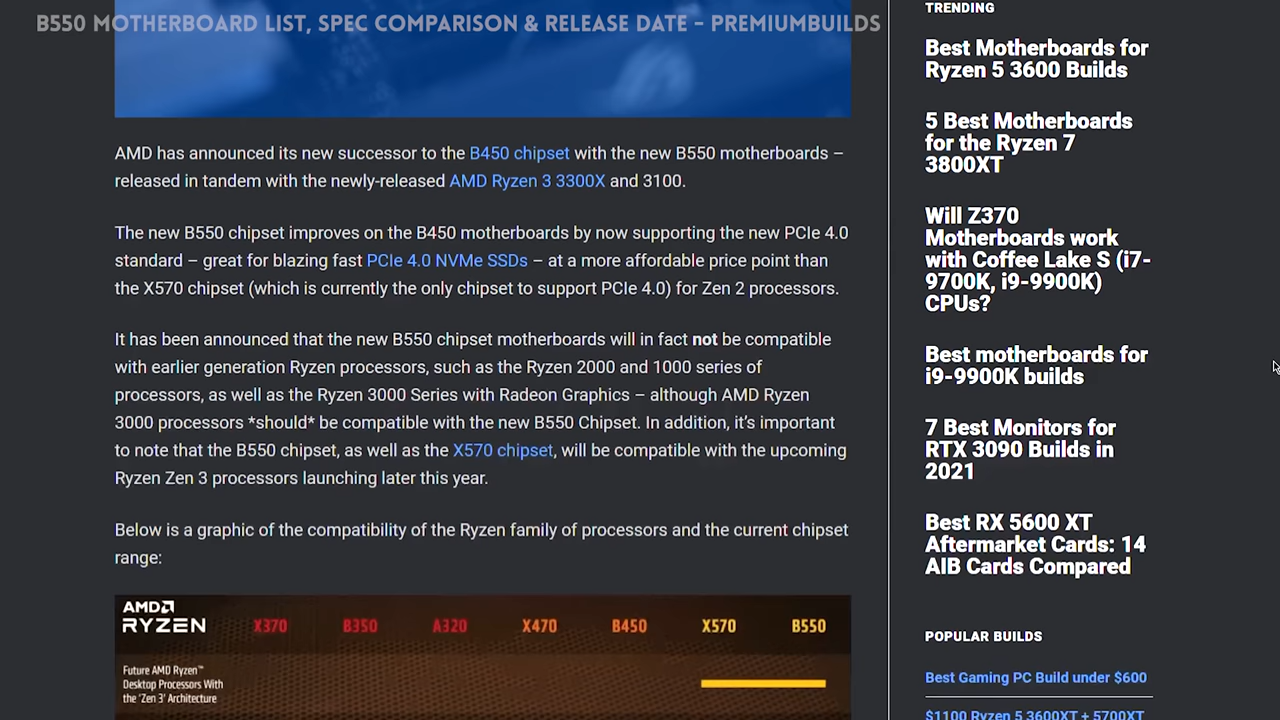 B550 MOTHERBOARD LIST, SPEC COMPARISON & RELEASE DATE - PREMIUMBUILDS
AMD has announced its new successor to the B450 chipset with the new B550 motherboards –
released in tandem with the newly-released AMD Ryzen 3 3300X and 3100.
The new B550 chipset improves on the B450 motherboards by now supporting the new PCIe 4.0
standard – great for blazing fast PCIe 4.0 NVMe SSDs – at a more affordable price point than
the X570 chipset (which is currently the only chipset to support PCIe 4.0) for Zen 2 processors.
It has been announced that the new B550 chipset motherboards will in fact not be compatible
with earlier generation Ryzen processors, such as the Ryzen 2000 and 1000 series of
processors, as well as the Ryzen 3000 Series with Radeon Graphics – although AMD Ryzen
3000 processors *should* be compatible with the new B550 Chipset. In addition, it’s important
to note that the B550 chipset, as well as the X570 chipset, will be compatible with the upcoming
Ryzen Zen 3 processors launching later this year.
Below is a graphic of the compatibility of the Ryzen family of processors and the current chipset
range:
AMD
RYZEN
X370 B350 A320 X470 B450 X570 B550
Future AMD Ryzen™
Desktop Processors With
the 'Zen 3' Architecture
TRENDING
Best Motherboards for
Ryzen 5 3600 Builds
5 Best Motherboards
for the Ryzen 7
3800XT
Will Z370
Motherboards work
with Coffee Lake S (i7-
9700K, i9-9900K)
CPUs?
Best motherboards for
i9-9900K builds
7 Best Monitors for
RTX 3090 Builds in
2021
Best RX 5600 XT
Aftermarket Cards: 14
AIB Cards Compared
POPULAR BUILDS
Best Gaming PC Build under $600
$1100 Ryzen 5 3600XT + 5700XT